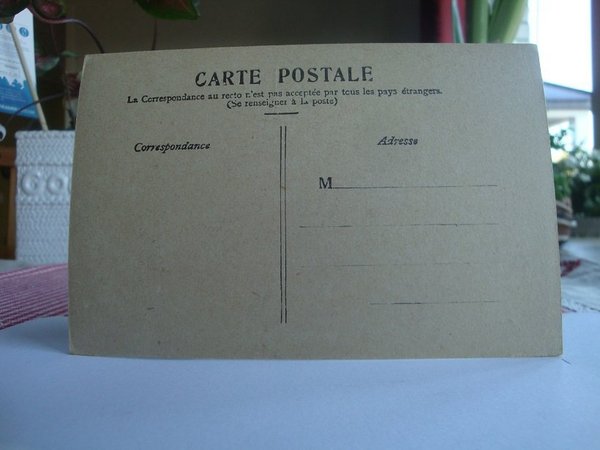 CARTE POSTALE
La Correspondance au recto n'est pas acceptée par tous les pays étrangers.
(Se renseigner à la poste)
Correspondance
Adresse
M